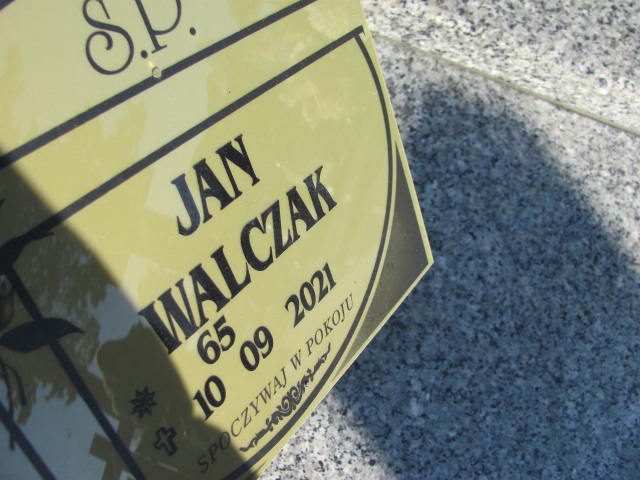 Ś.P.
JAN
WALCZAK
65
10 09 2021
SPOCZYWAJ W POKOJU